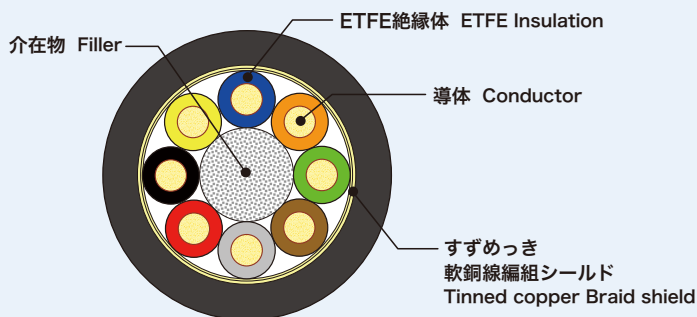 ETFE絶縁体 ETFE Insulation
介在物 Filler
導体 Conductor
すずめっき
軟銅線編組シールド
Tinned copper Braid shield